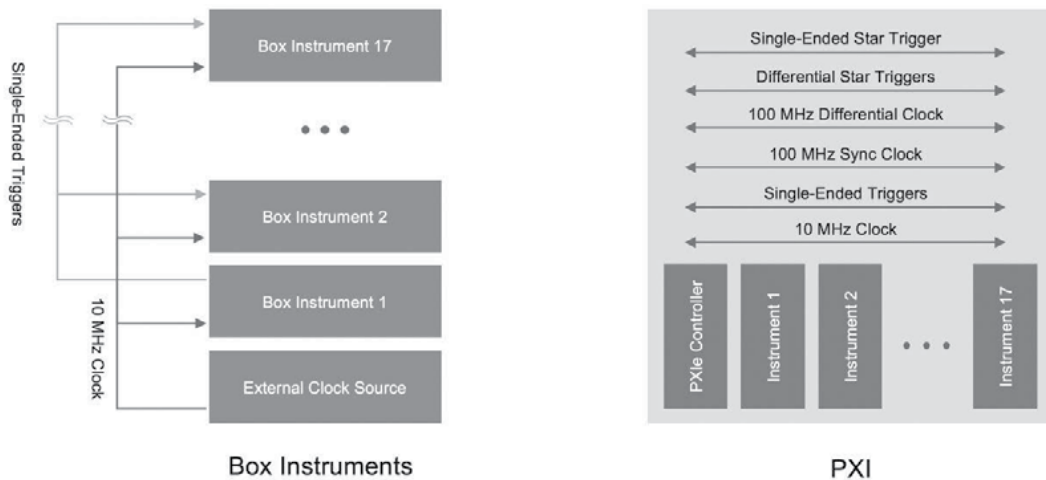 Single-Ended Triggers
10 MHz Clock
Box Instrument 17
Box Instrument 2
Box Instrument 1
External Clock Source
Box Instruments
Single-Ended Star Trigger
Differential Star Triggers
100 MHz Differential Clock
100 MHz Sync Clock
Single-Ended Triggers
10 MHz Clock
PXIe Controller
Instrument 1
Instrument 2
Instrument 17
PXI